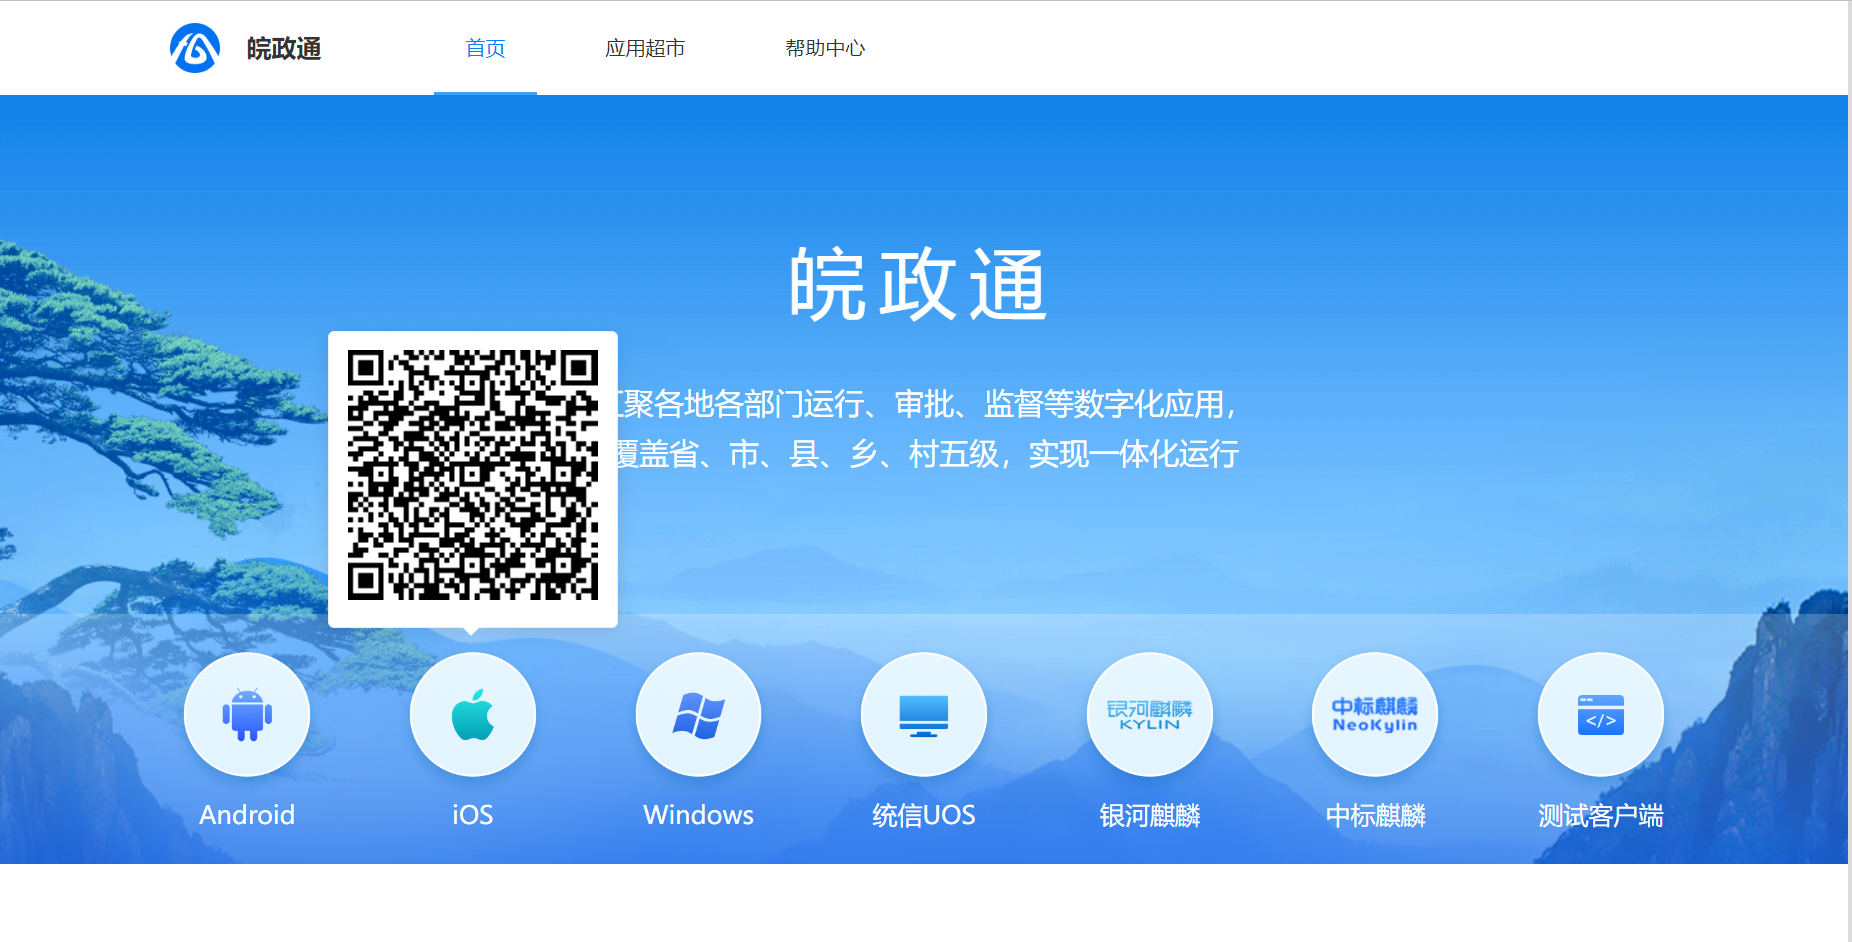 皖政通
首页
应用超市
帮助中心
皖政通
聚各地各部门运行、审批、监督等数字化应用，
覆盖省、市、县、乡、村五级，实现一体化运行
银河麒麟
KYLIN
中标麒麟
NeoKylin
</>
Android
iOS
Windows
统信UOS
银河麒麟
中标麒麟
测试客户端